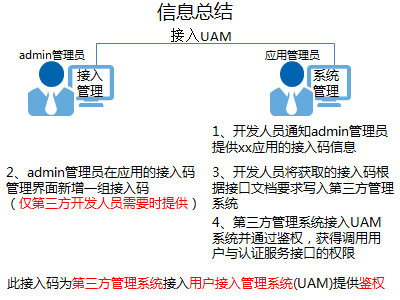 信息总结
接入UAM
admin管理员
应用管理员
接入
管理
系统
管理
1、开发人员通知admin管理员
提供xx应用的接入码信息
2、admin管理员在应用的接入码
管理界面新增一组接入码
（仅第三方开发人员需要时提供）
3、开发人员将获取的接入码根
据接口文档要求写入第三方管理
系统
4、第三方管理系统接入UAM
系统并通过鉴权，获得调用用
户与认证服务接口的权限
此接入码为第三方管理系统接入用户接入管理系统(UAM)提供鉴权